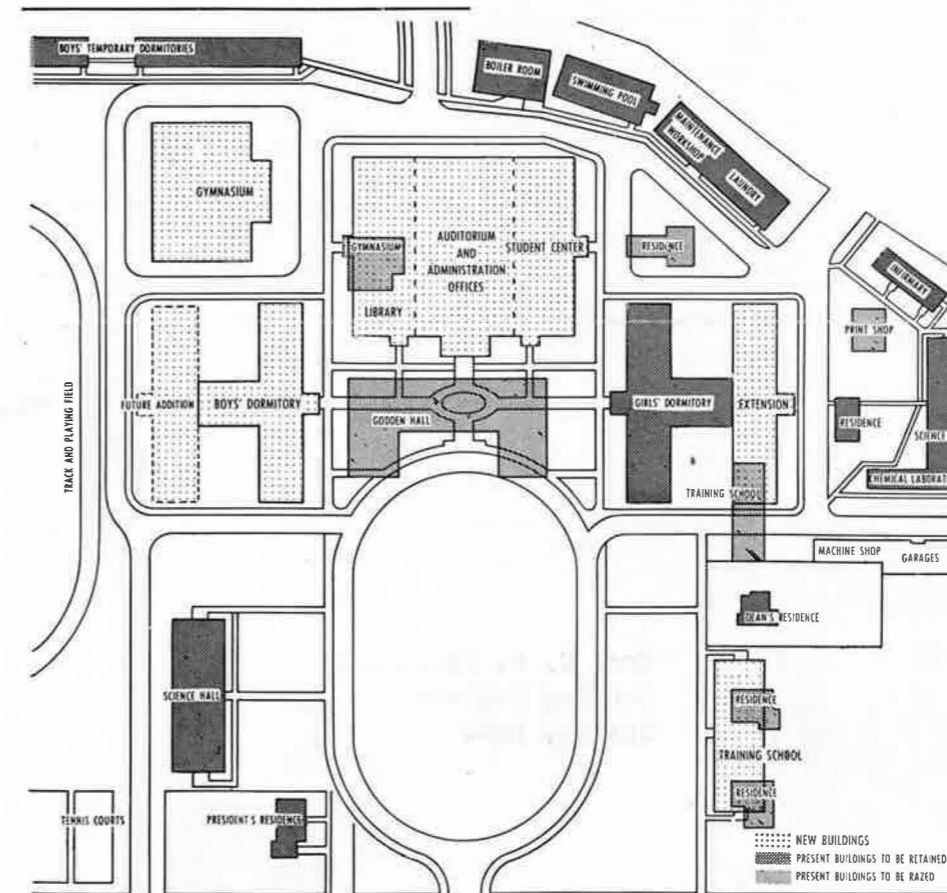 BOYS' TEMPORARY DORMITORIES
BOILER ROOM
SWIMMING POOL
MAINTENANCE
WORKSHOP
LAUNDRY
GYMNASIUM
GYMNASIUM
AUDITORIUM
AND
ADMINISTRATION
OFFICES
STUDENT CENTER
LIBRARY
RESIDENCE
INFIRMARY
PRINT SHOP
TRACK AND PLAYING FIELD
FUTURE ADDITION
BOYS' DORMITORY
GODDEN HALL
GIRLS' DORMITORY
EXTENSION
RESIDENCE
SCIENCE
CHEMICAL LABORAT
TRAINING SCHOOL
MACHINE SHOP
GARAGES
DEAN'S RESIDENCE
SCIENCE HALL
RESIDENCE
TRAINING SCHOOL
RESIDENCE
TENNIS COURTS
PRESIDENT'S RESIDENCE
NEW BUILDINGS
PRESENT BUILDINGS TO BE RETAINED
PRESENT BUILDINGS TO BE RAZED